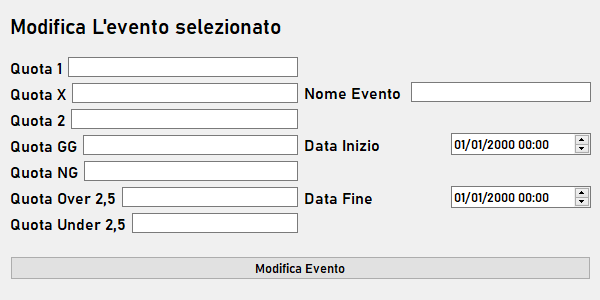 Modifica L'evento selezionato
Quota 1
Quota X
Nome Evento
Quota 2
Quota GG
Data Inizio
01/01/2000 00:00
Quota NG
Quota Over 2,5
Data Fine
01/01/2000 00:00
Quota Under 2,5
Modifica Evento